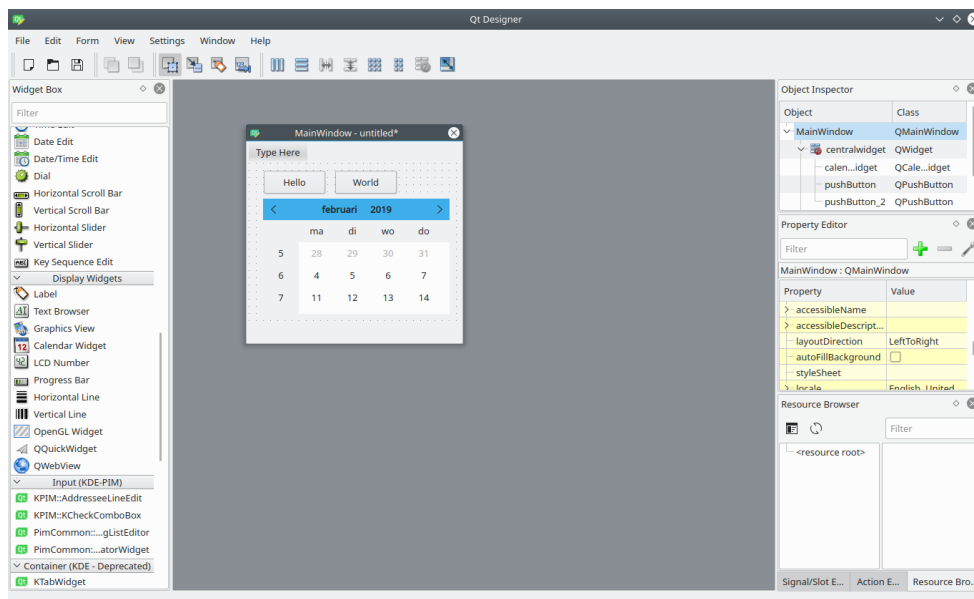 Qt Designer
File Edit Form View Settings Window Help
Widget Box
Filter
Date Edit
Date/Time Edit
Dial
Horizontal Scroll Bar
Vertical Scroll Bar
Horizontal Slider
Vertical Slider
Key Sequence Edit
Display Widgets
Label
Text Browser
Graphics View
Calendar Widget
LCD Number
Progress Bar
Horizontal Line
Vertical Line
OpenGL Widget
QQuickWidget
QWebView
Input (KDE-PIM)
KPIM::AddresseeLineEdit
KPIM::KCheckComboBox
PimCommon::...gListEditor
PimCommon:...atorWidget
Container (KDE - Deprecated)
KTabWidget
MainWindow - untitled*
Type Here
Hello World
februari 2019
ma di wo do
5 28 29 30 31
6 4 5 6 7
7 11 12 13 14
Object Inspector
Object Class
MainWindow QMainWindow
centralwidget QWidget
calen...idget QCale...idget
pushButton QPushButton
pushButton_2 QPushButton
Property Editor
Filter
MainWindow : QMainWindow
Property Value
accessibleName
accessibleDescript...
layoutDirection LeftToRight
autoFillBackground
styleSheet
locale English, United
Resource Browser
Filter
<resource root>
Signal/Slot E... Action E... Resource Bro...